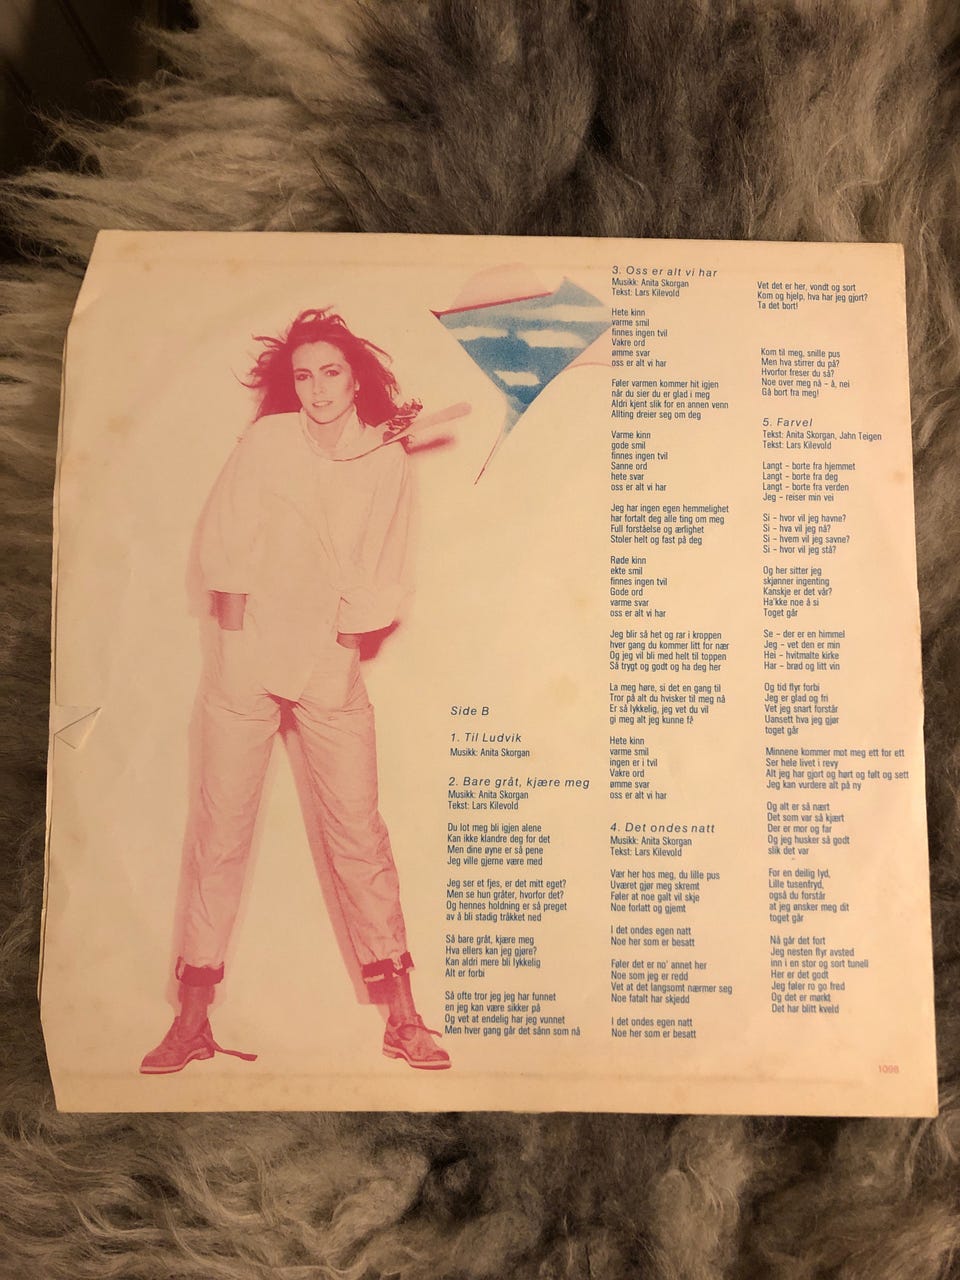 Side B
1. Til Ludvik
Musikk: Anita Skorgan
2. Bare gråt, kjære meg
Musikk: Anita Skorgan
Tekst: Lars Kilevold
Du lot meg bli igjen alene
Kan ikke klandre deg for det
Men dine øyne er så pene
Jeg ville gjerne være med
Jeg ser et fjes, er det mitt eget?
Men se hun gråter, hvorfor det?
Og hennes holdning er så preget
av å bli stadig tråkket ned
Så bare gråt, kjære meg
Hva ellers kan jeg gjøre?
Kan aldri mere bli lykkelig
Alt er forbi
Så ofte tror jeg jeg har funnet
en jeg kan være sikker på
Og vet at endelig har jeg vunnet
Men hver gang går det sånn som nå
3. Oss er alt vi har
Musikk: Anita Skorgan
Tekst: Lars Kilevold
Hete kinn
varme smil
finnes ingen tvil
Vakre ord
ømme svar
oss er alt vi har
Føler varmen kommer hit igjen
når du sier du er glad i meg
Aldri kjent slik for en annen venn
Allting dreier seg om deg
Varme kinn
gode smil
finnes ingen tvil
Sanne ord
hete svar
oss er alt vi har
Jeg har ingen egen hemmelighet
har fortalt deg alle ting om meg
Full forståelse og ærlighet
Stoler helt og fast på deg
Røde kinn
ekte smil
finnes ingen tvil
Gode ord
varme svar
oss er alt vi har
Jeg blir så het og rar i kroppen
hver gang du kommer litt for nær
Og jeg vil bli med helt til toppen
Så trygt og godt og ha deg her
La meg høre, si det en gang til
Tror på alt du hvisker til meg nå
Er så lykkelig, jeg vet du vil
gi meg alt jeg kunne få
Hete kinn
varme smil
ingen er i tvil
Vakre ord
ømme svar
oss er alt vi har
4. Det ondes natt
Musikk: Anita Skorgan
Tekst: Lars Kilevold
Vær her hos meg, du lille pus
Uværet gjør meg skremt
Føler at noe galt vil skje
Noe forlatt og gjemt
I det ondes egen natt
Noe her som er besatt
Føler det er no' annet her
Noe som jeg er redd
Vet at det langsomt nærmer seg
Noe fatalt har skjedd
I det ondes egen natt
Noe her som er besatt
Vet det er her, vondt og sort
Kom og hjelp, hva har jeg gjort?
Ta det bort!
Kom til meg, snille pus
Men hva stirrer du på?
Hvorfor freser du så?
Noe over meg nå – å, nei
Gå bort fra meg!
5. Farvel
Tekst: Anita Skorgan, Jahn Teigen
Tekst: Lars Kilevold
Langt – borte fra hjemmet
Langt – borte fra deg
Langt – borte fra verden
Jeg – reiser min vei
Si – hvor vil jeg havne?
Si – hva vil jeg nå?
Si – hvem vil jeg savne?
Si – hvor vil jeg stå?
Og her sitter jeg
skjønner ingenting
Kanskje er det vår?
Ha'kke noe å si
Toget går
Se – der er en himmel
Jeg – vet den er min
Hei – hvitmalte kirke
Har – brød og litt vin
Og tid flyr forbi
Jeg er glad og fri
Vet jeg snart forstår
Uansett hva jeg gjør
toget går
Minnene kommer mot meg ett for ett
Ser hele livet i revy
Alt jeg har gjort og hørt og følt og sett
Jeg kan vurdere alt på ny
Og alt er så nært
Det som var så kjært
Der er mor og far
Og jeg husker så godt
slik det var
For en deilig lyd,
Lille tusenfryd,
også du forstår
at jeg ønsker meg dit
toget går
Nå går det fort
Jeg nesten flyr avsted
inn i en stor og sort tunell
Her er det godt
Jeg føler ro og fred
Og det er mørkt
Det har blitt kveld
1098